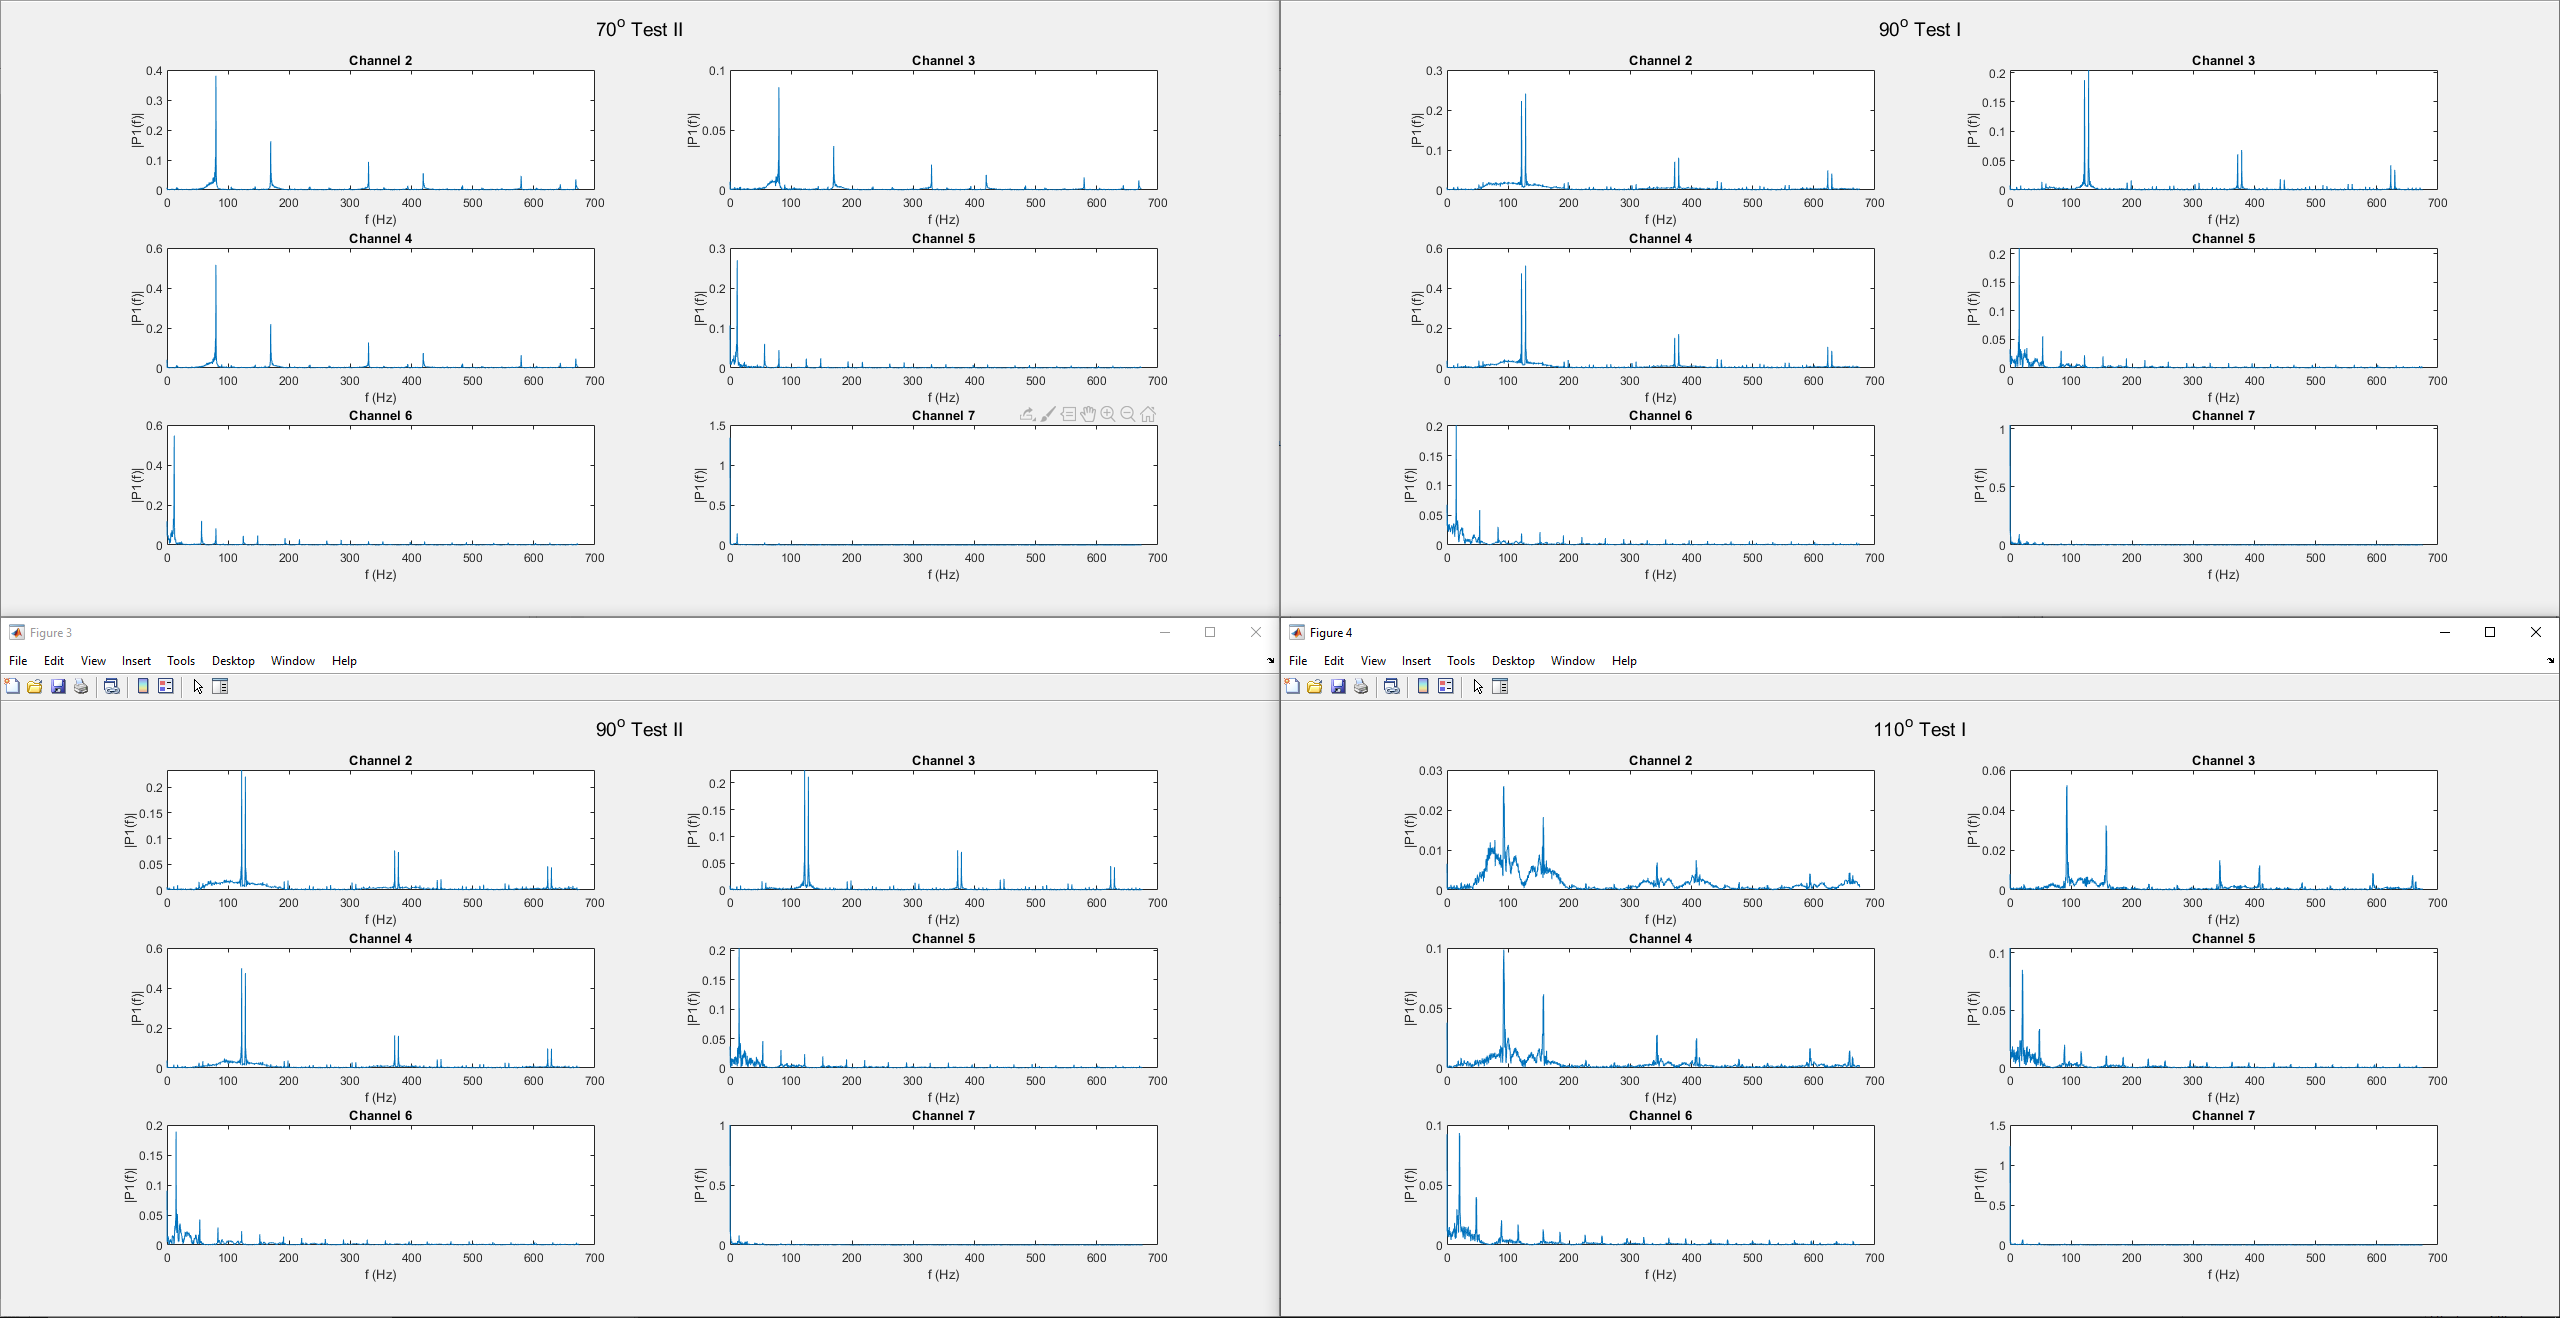 70° Test II
Channel 2
0.4
0.3
0.2
0.1
0
|P1(f)|
0 100 200 300 400 500 600 700
f (Hz)
Channel 3
0.1
0.05
0
|P1(f)|
0 100 200 300 400 500 600 700
f (Hz)
Channel 4
0.6
0.4
0.2
0
|P1(f)|
0 100 200 300 400 500 600 700
f (Hz)
Channel 5
0.3
0.2
0.1
0
|P1(f)|
0 100 200 300 400 500 600 700
f (Hz)
Channel 6
0.6
0.4
0.2
0
|P1(f)|
0 100 200 300 400 500 600 700
f (Hz)
Channel 7
1.5
1
0.5
0
|P1(f)|
0 100 200 300 400 500 600 700
f (Hz)
90° Test I
Channel 2
0.3
0.2
0.1
0
|P1(f)|
0 100 200 300 400 500 600 700
f (Hz)
Channel 3
0.2
0.15
0.1
0.05
0
|P1(f)|
0 100 200 300 400 500 600 700
f (Hz)
Channel 4
0.6
0.4
0.2
0
|P1(f)|
0 100 200 300 400 500 600 700
f (Hz)
Channel 5
0.2
0.15
0.1
0.05
0
|P1(f)|
0 100 200 300 400 500 600 700
f (Hz)
Channel 6
0.2
0.15
0.1
0.05
0
|P1(f)|
0 100 200 300 400 500 600 700
f (Hz)
Channel 7
1
0.5
0
|P1(f)|
0 100 200 300 400 500 600 700
f (Hz)
Figure 3
File Edit View Insert Tools Desktop Window Help
90° Test II
Channel 2
0.2
0.15
0.1
0.05
0
|P1(f)|
0 100 200 300 400 500 600 700
f (Hz)
Channel 3
0.2
0.15
0.1
0.05
0
|P1(f)|
0 100 200 300 400 500 600 700
f (Hz)
Channel 4
0.6
0.4
0.2
0
|P1(f)|
0 100 200 300 400 500 600 700
f (Hz)
Channel 5
0.2
0.15
0.1
0.05
0
|P1(f)|
0 100 200 300 400 500 600 700
f (Hz)
Channel 6
0.2
0.15
0.1
0.05
0
|P1(f)|
0 100 200 300 400 500 600 700
f (Hz)
Channel 7
1
0.5
0
|P1(f)|
0 100 200 300 400 500 600 700
f (Hz)
Figure 4
File Edit View Insert Tools Desktop Window Help
110° Test I
Channel 2
0.03
0.02
0.01
0
|P1(f)|
0 100 200 300 400 500 600 700
f (Hz)
Channel 3
0.06
0.04
0.02
0
|P1(f)|
0 100 200 300 400 500 600 700
f (Hz)
Channel 4
0.1
0.05
0
|P1(f)|
0 100 200 300 400 500 600 700
f (Hz)
Channel 5
0.1
0.05
0
|P1(f)|
0 100 200 300 400 500 600 700
f (Hz)
Channel 6
0.1
0.05
0
|P1(f)|
0 100 200 300 400 500 600 700
f (Hz)
Channel 7
1.5
1
0.5
0
|P1(f)|
0 100 200 300 400 500 600 700
f (Hz)